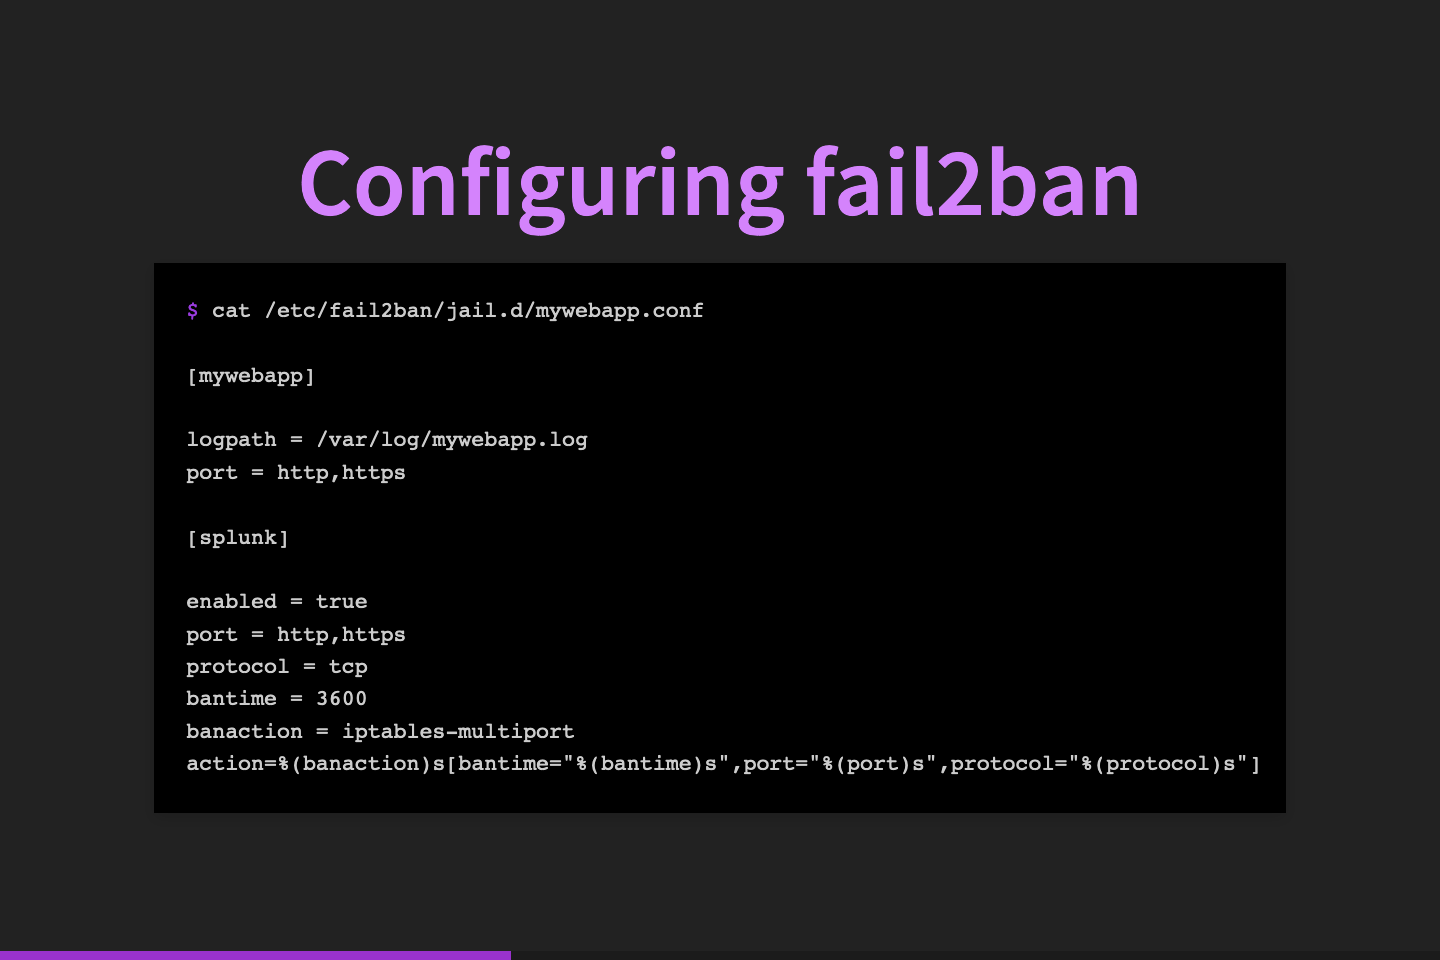 Configuring fail2ban
$ cat /etc/fail2ban/jail.d/mywebapp.conf
[mywebapp]
logpath = /var/log/mywebapp.log
port = http,https
[splunk]
enabled = true
port = http,https
protocol = tcp
bantime = 3600
banaction = iptables-multiport
action=%(banaction)s[bantime="%(bantime)s",port="%(port)s",protocol="%(protocol)s"]